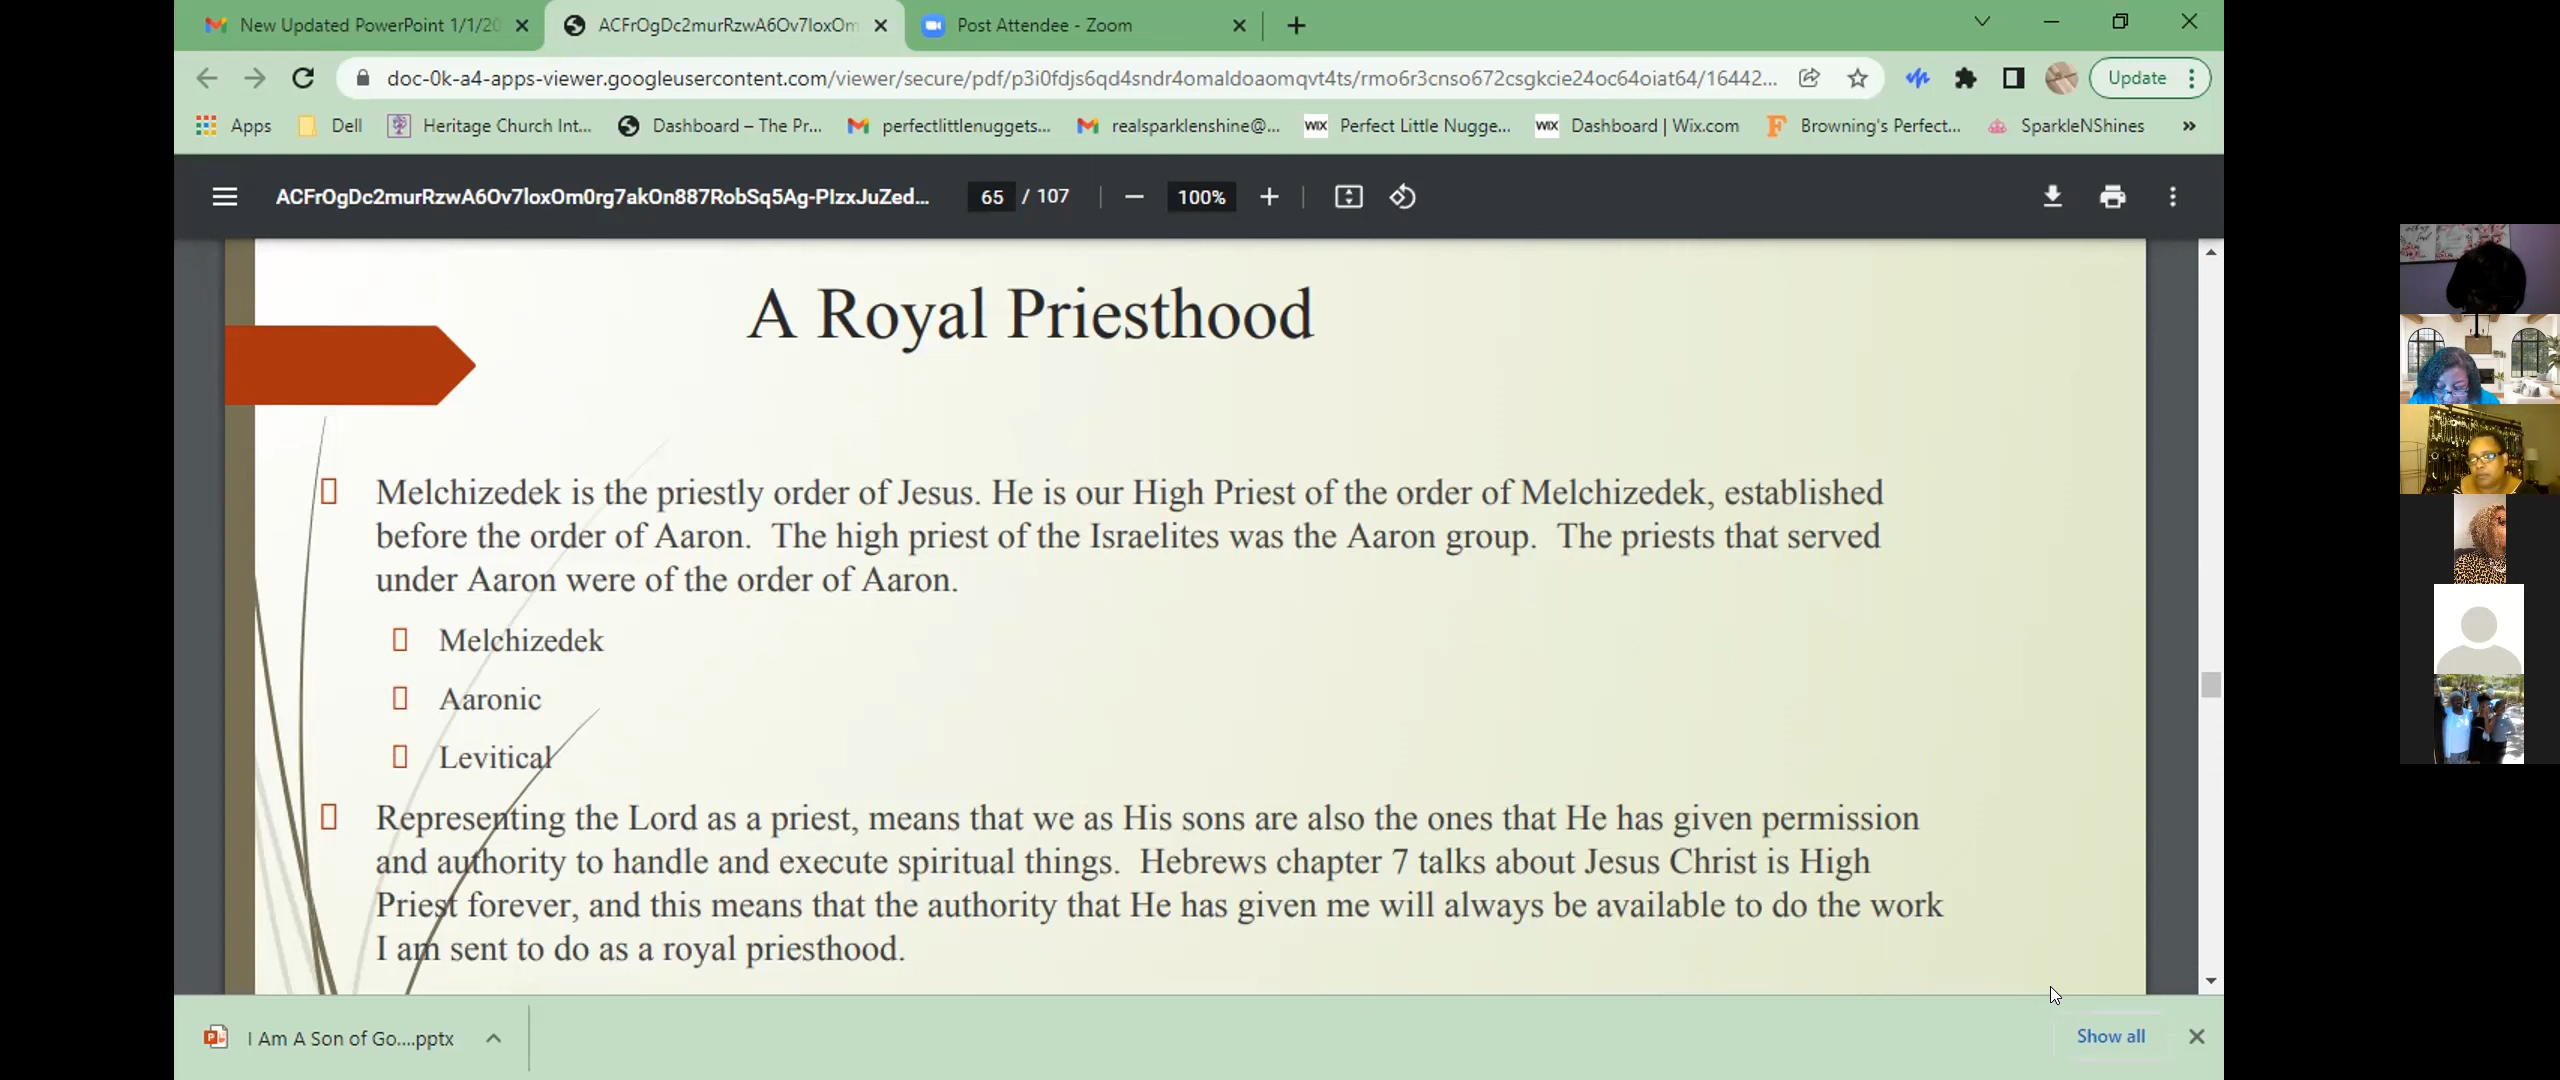 New Updated PowerPoint 1/1/20
ACFrOgDc2murRzwA6Ov7loxOm
Post Attendee - Zoom
doc-0k-a4-apps-viewer.googleusercontent.com/viewer/secure/pdf/p3i0fdjs6qd4sndr4omaldoaomqvt4ts/rmo6r3cnso672csgkcie24oc64oiat64/16442...
Update
Apps
Dell
Heritage Church Int...
Dashboard – The Pr...
perfectlittlenuggets...
realsparklenshine@...
WIX
Perfect Little Nugge...
WIX
Dashboard | Wix.com
Browning's Perfect...
SparkleNShines
»
ACFrOgDc2murRzwA6Ov7loxOm0rg7akOn887RobSq5Ag-PIzxJuZed...
65 / 107
100%
A Royal Priesthood
Melchizedek is the priestly order of Jesus. He is our High Priest of the order of Melchizedek, established
before the order of Aaron.  The high priest of the Israelites was the Aaron group.  The priests that served
under Aaron were of the order of Aaron.
Melchizedek
Aaronic
Levitical
Representing the Lord as a priest, means that we as His sons are also the ones that He has given permission
and authority to handle and execute spiritual things.  Hebrews chapter 7 talks about Jesus Christ is High
Priest forever, and this means that the authority that He has given me will always be available to do the work
I am sent to do as a royal priesthood.
I Am A Son of Go....pptx
Show all